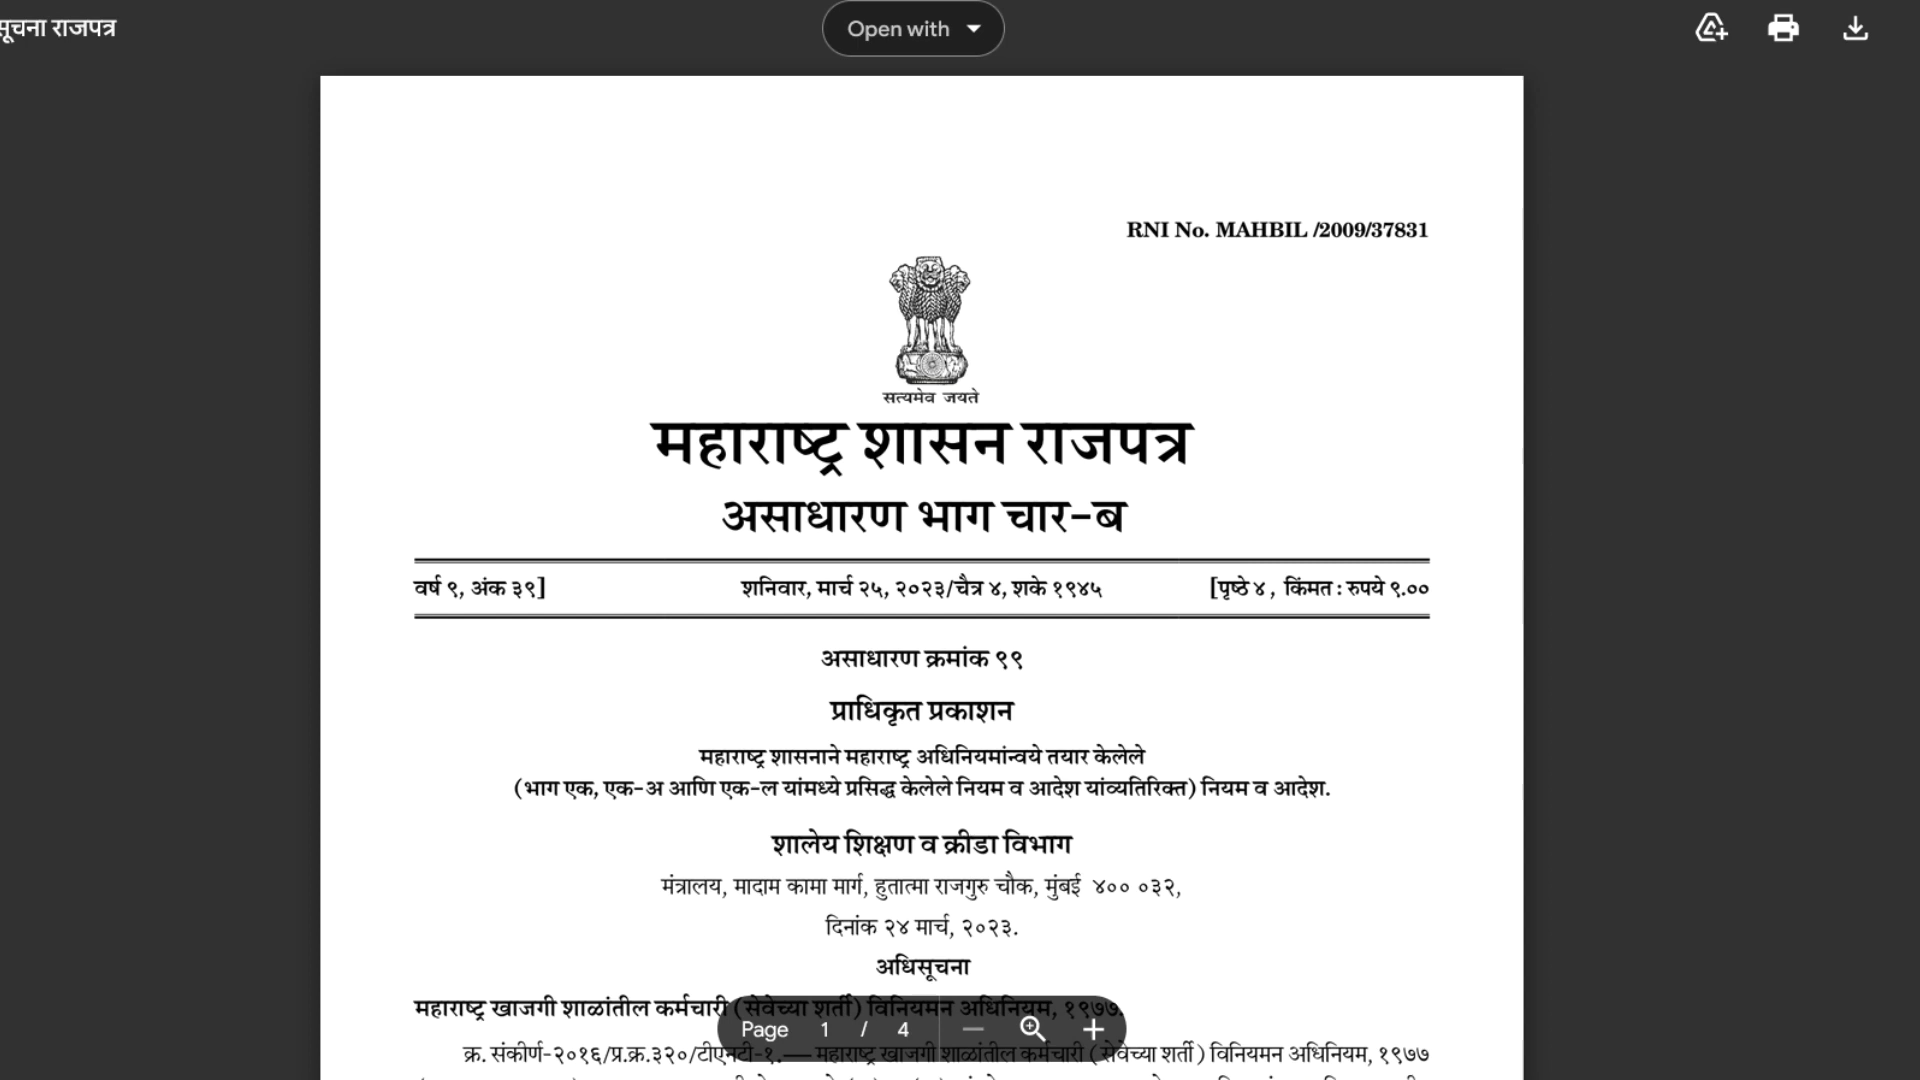 सूचना राजपत्र
Open with
RNI No. MAHBIL /2009/37831
सत्यमेव जयते
महाराष्ट्र शासन राजपत्र
असाधारण भाग चार-ब
वर्ष ९, अंक ३९]
शनिवार, मार्च २५, २०२३/चैत्र ४, शके १९४५
[पृष्ठे ४, किंमत : रुपये ९.००
असाधारण क्रमांक ९९
प्राधिकृत प्रकाशन
महाराष्ट्र शासनाने महाराष्ट्र अधिनियमांन्वये तयार केलेले
(भाग एक, एक-अ आणि एक-ल यांमध्ये प्रसिद्ध केलेले नियम व आदेश यांव्यतिरिक्त) नियम व आदेश.
शालेय शिक्षण व क्रीडा विभाग
मंत्रालय, मादाम कामा मार्ग, हुतात्मा राजगुरु चौक, मुंबई ४०० ०३२,
दिनांक २४ मार्च, २०२३.
अधिसूचना
महाराष्ट्र खाजगी शाळांतील कर्मचारी (सेवेच्या शर्ती) विनियमन अधिनियम, १९७७.
Page 1 / 4
क्र. संकीर्ण-२०१६/प्र.क्र.३२०/टीएनटी-१.— महाराष्ट्र खाजगी शाळांतील कर्मचारी (सेवेच्या शर्ती) विनियमन अधिनियम, १९७७